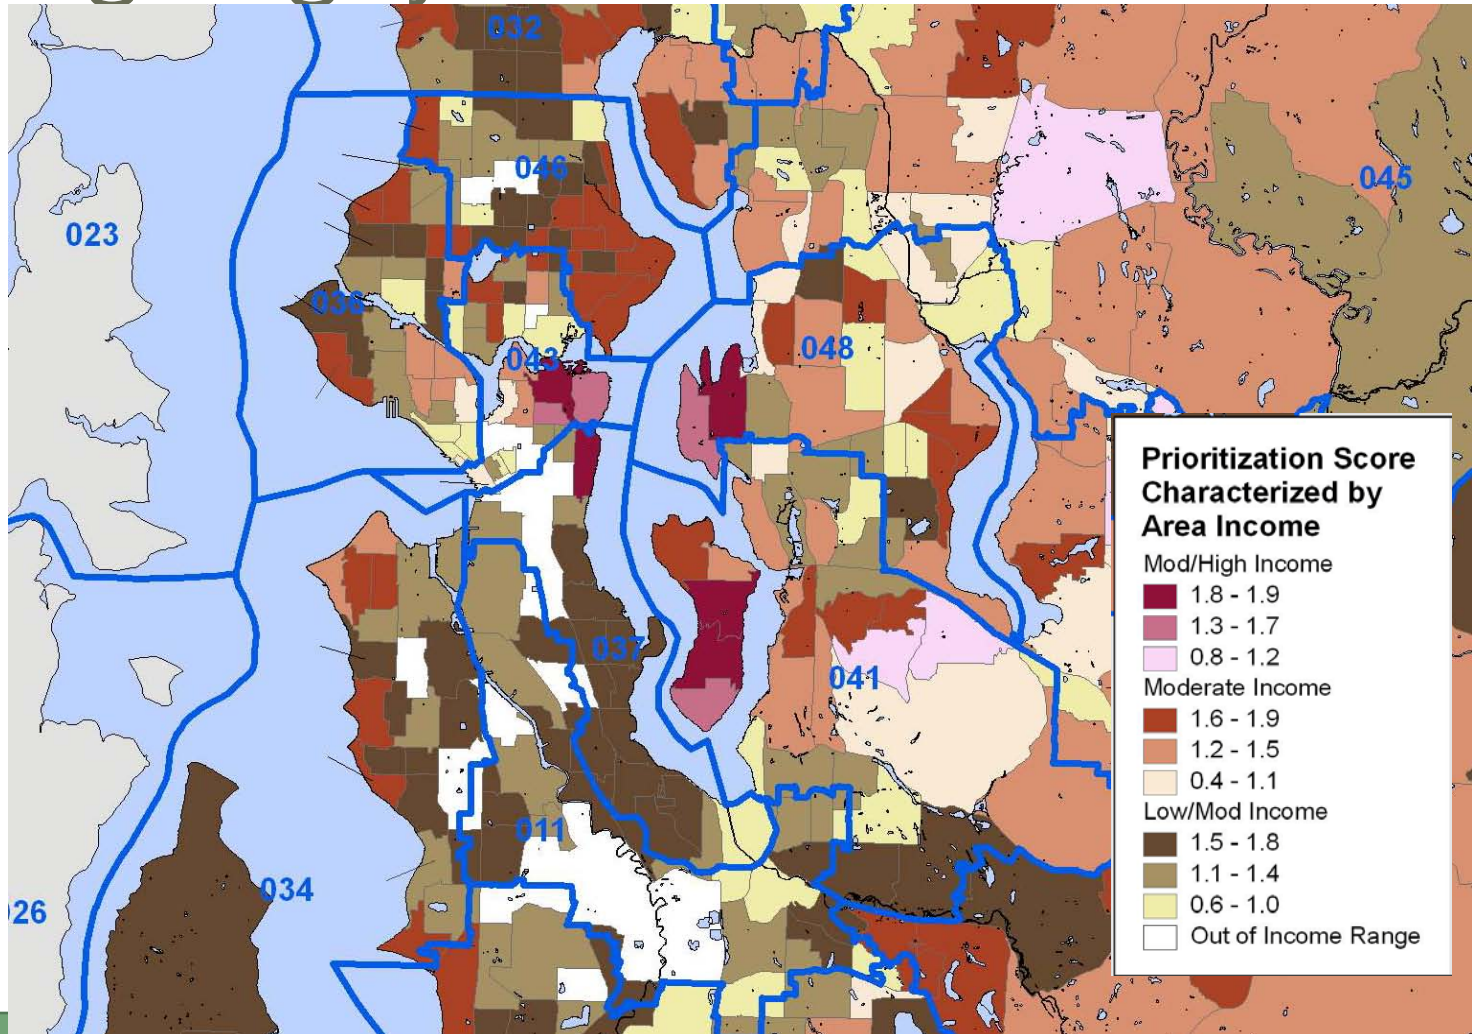 032
046
045
023
036
048
043
037
041
011
034
026
Prioritization Score
Characterized by
Area Income
Mod/High Income
1.8 - 1.9
1.3 - 1.7
0.8 - 1.2
Moderate Income
1.6 - 1.9
1.2 - 1.5
0.4 - 1.1
Low/Mod Income
1.5 - 1.8
1.1 - 1.4
0.6 - 1.0
Out of Income Range